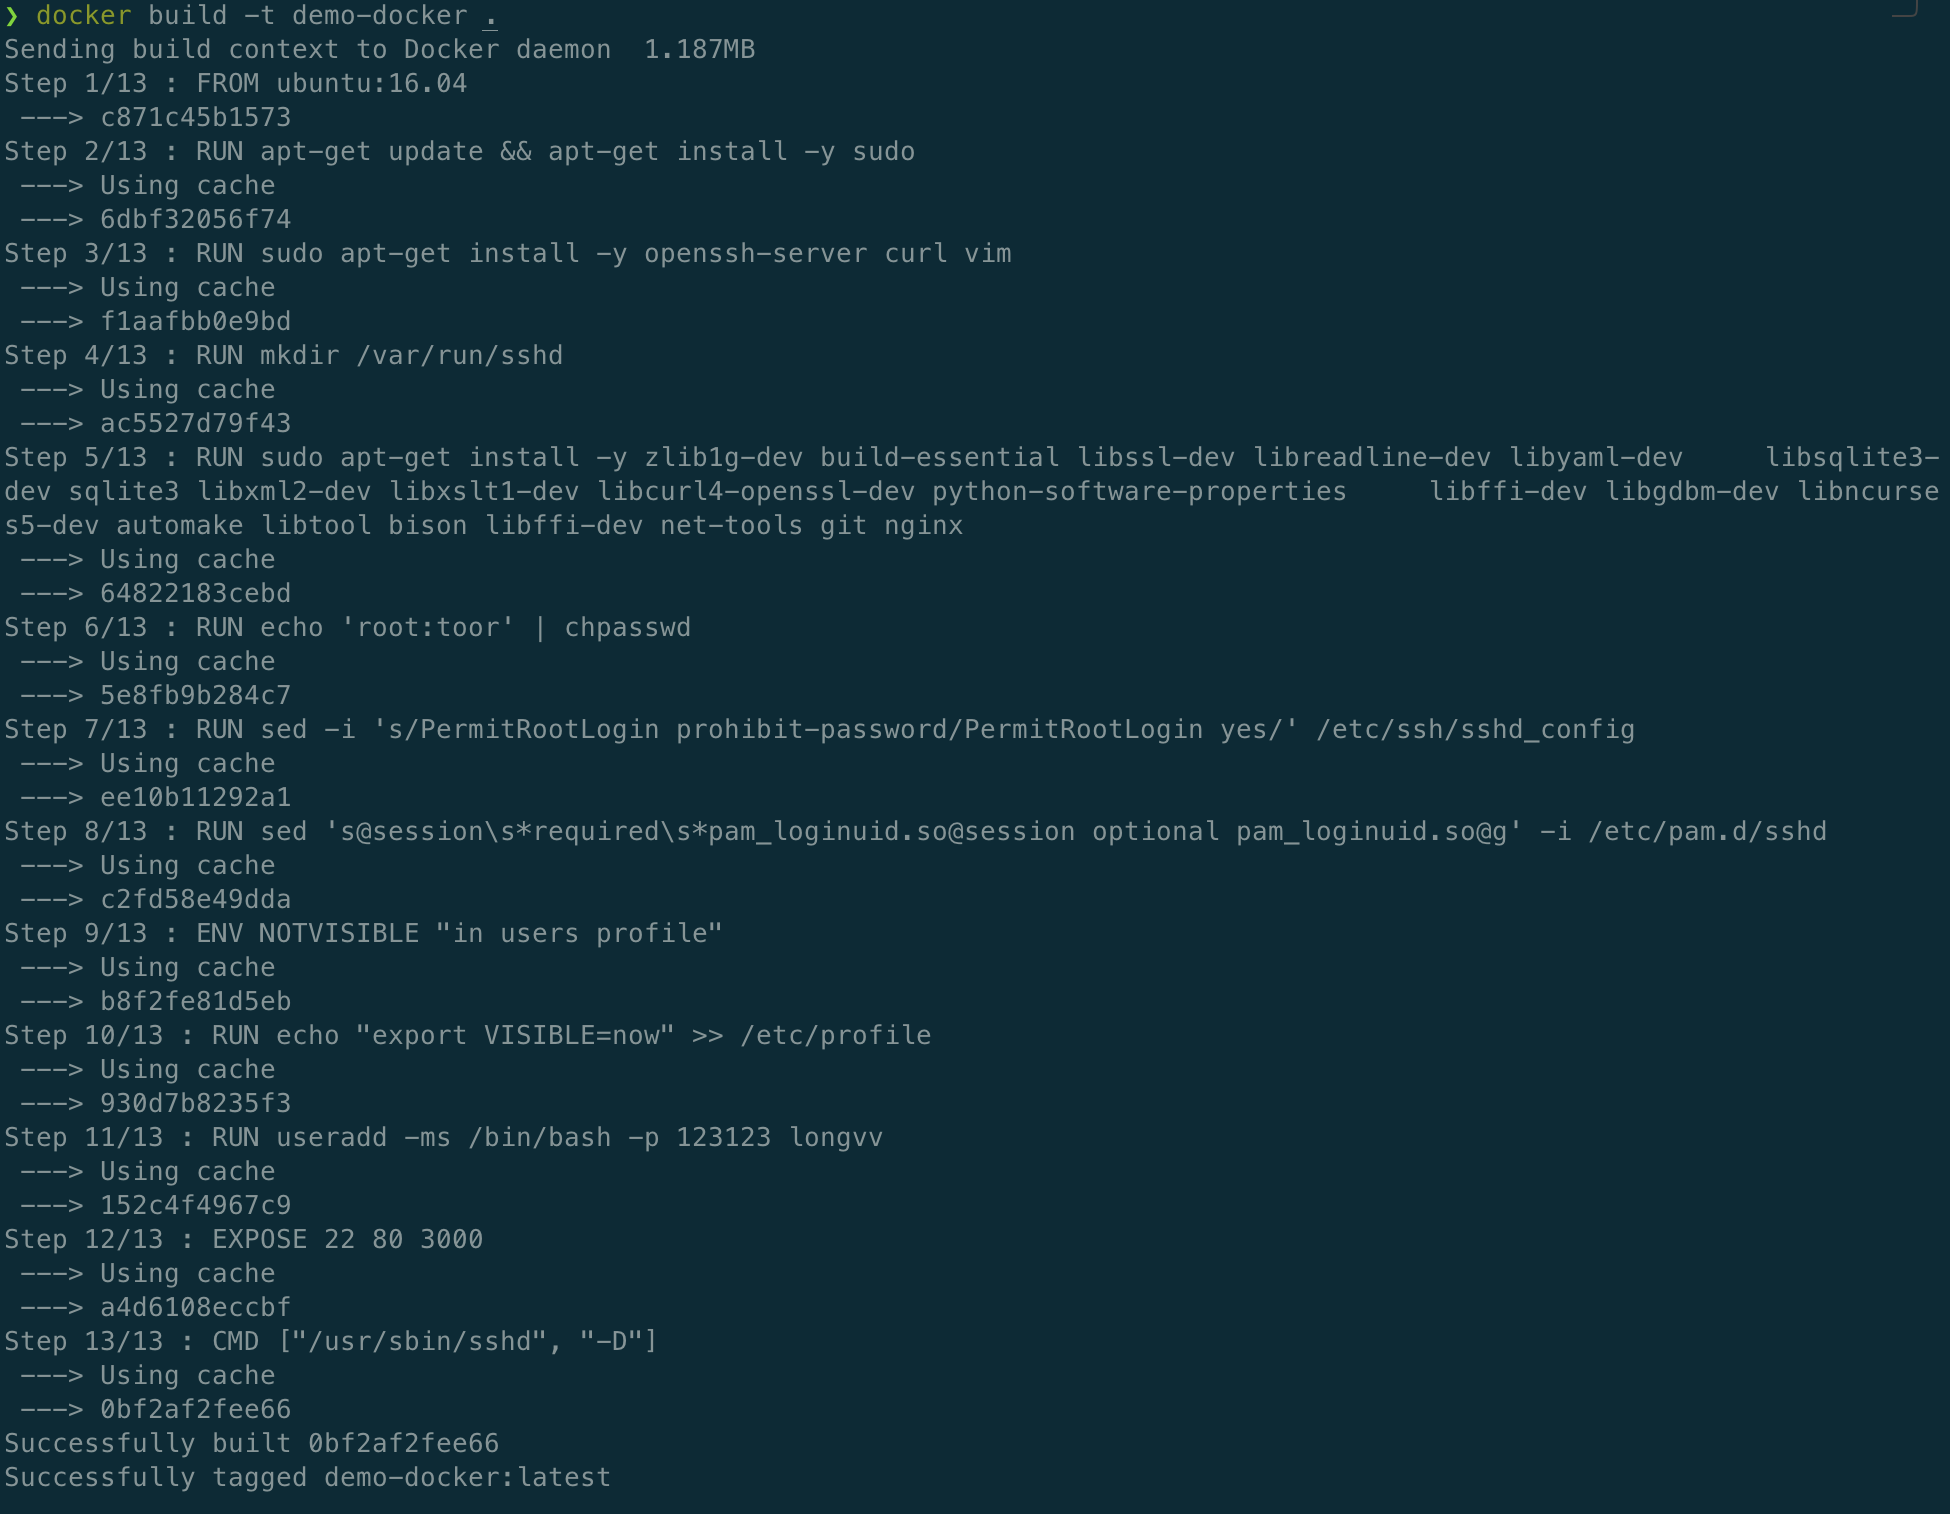 ❯ docker build -t demo-docker .
Sending build context to Docker daemon  1.187MB
Step 1/13 : FROM ubuntu:16.04
 ---> c871c45b1573
Step 2/13 : RUN apt-get update && apt-get install -y sudo
 ---> Using cache
 ---> 6dbf32056f74
Step 3/13 : RUN sudo apt-get install -y openssh-server curl vim
 ---> Using cache
 ---> f1aafbb0e9bd
Step 4/13 : RUN mkdir /var/run/sshd
 ---> Using cache
 ---> ac5527d79f43
Step 5/13 : RUN sudo apt-get install -y zlib1g-dev build-essential libssl-dev libreadline-dev libyaml-dev     libsqlite3-
dev sqlite3 libxml2-dev libxslt1-dev libcurl4-openssl-dev python-software-properties     libffi-dev libgdbm-dev libncurse
s5-dev automake libtool bison libffi-dev net-tools git nginx
 ---> Using cache
 ---> 64822183cebd
Step 6/13 : RUN echo 'root:toor' | chpasswd
 ---> Using cache
 ---> 5e8fb9b284c7
Step 7/13 : RUN sed -i 's/PermitRootLogin prohibit-password/PermitRootLogin yes/' /etc/ssh/sshd_config
 ---> Using cache
 ---> ee10b11292a1
Step 8/13 : RUN sed 's@session\s*required\s*pam_loginuid.so@session optional pam_loginuid.so@g' -i /etc/pam.d/sshd
 ---> Using cache
 ---> c2fd58e49dda
Step 9/13 : ENV NOTVISIBLE "in users profile"
 ---> Using cache
 ---> b8f2fe81d5eb
Step 10/13 : RUN echo "export VISIBLE=now" >> /etc/profile
 ---> Using cache
 ---> 930d7b8235f3
Step 11/13 : RUN useradd -ms /bin/bash -p 123123 longvv
 ---> Using cache
 ---> 152c4f4967c9
Step 12/13 : EXPOSE 22 80 3000
 ---> Using cache
 ---> a4d6108eccbf
Step 13/13 : CMD ["/usr/sbin/sshd", "-D"]
 ---> Using cache
 ---> 0bf2af2fee66
Successfully built 0bf2af2fee66
Successfully tagged demo-docker:latest